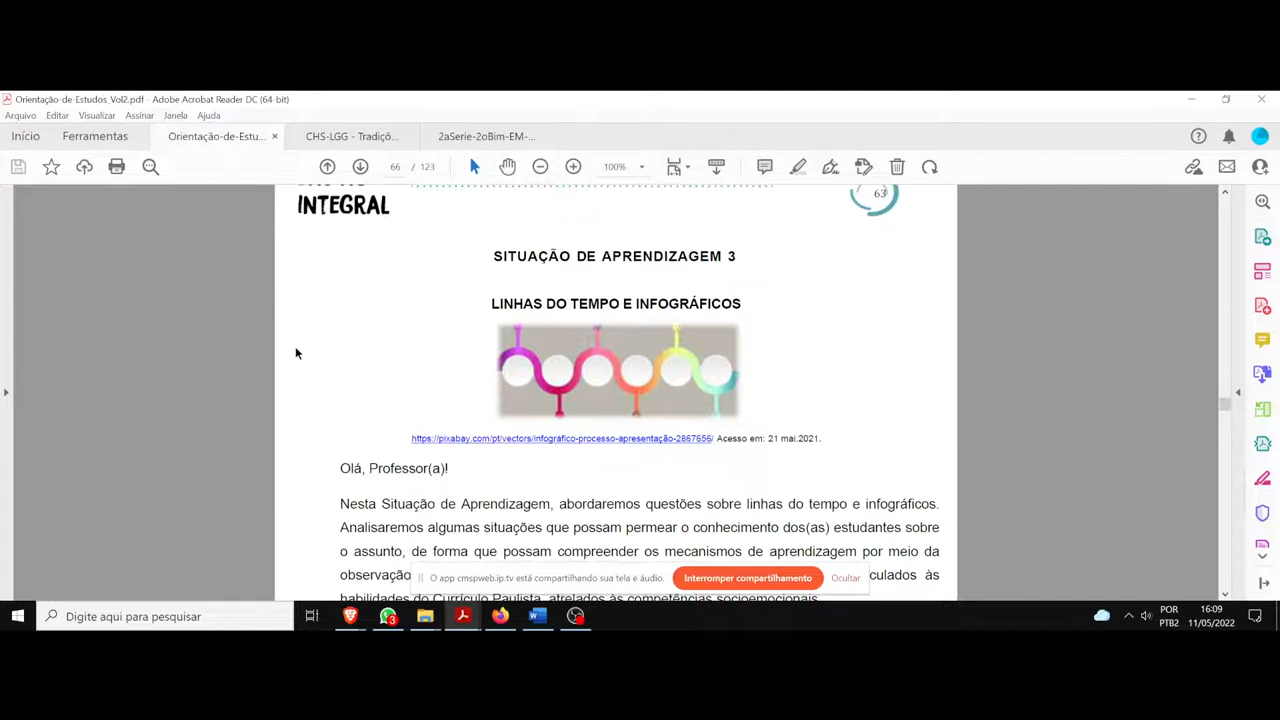 Orientação-de-Estudos_Vol2.pdf - Adobe Acrobat Reader DC (64-bit)
Arquivo Editar Visualizar Assinar Janela Ajuda
Início Ferramentas Orientação-de-Estu... × CHS-LGG - Tradiçõ... 2aSerie-2oBim-EM-...
66 / 123 100%
INTEGRAL
63
SITUAÇÃO DE APRENDIZAGEM 3
LINHAS DO TEMPO E INFOGRÁFICOS
https://pixabay.com/pt/vectors/infográfico-processo-apresentação-2867656/ Acesso em: 21 mai.2021.
Olá, Professor(a)!
Nesta Situação de Aprendizagem, abordaremos questões sobre linhas do tempo e infográficos.
Analisaremos algumas situações que possam permear o conhecimento dos(as) estudantes sobre
o assunto, de forma que possam compreender os mecanismos de aprendizagem por meio da
observação culados às
habilidades do Currículo Paulista, atrelados às competências socioemocionais.
O app cmspweb.ip.tv está compartilhando sua tela e áudio. Interromper compartilhamento Ocultar
Digite aqui para pesquisar
3
POR
PTB2
16:09
11/05/2022